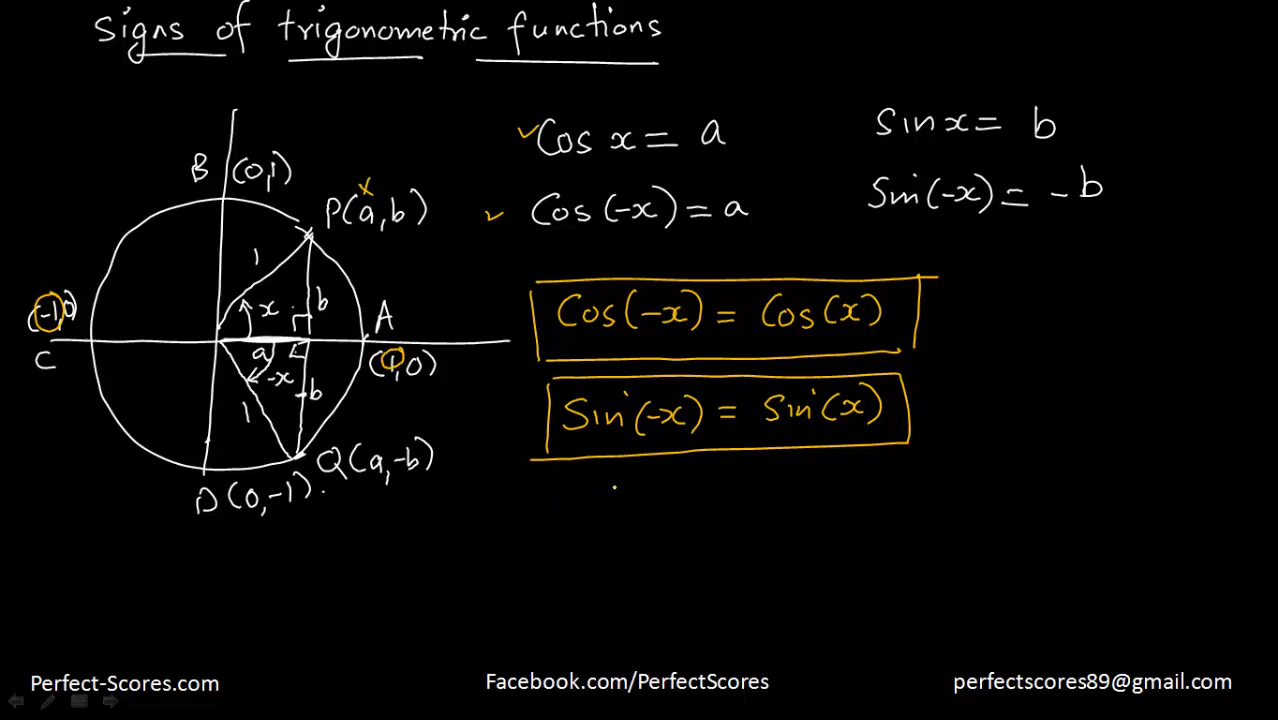 Signs of trigonometric functions
Cos x = a
Sin x = b
B (0,1)
P(a,b)
x
Cos (-x) = a
Sin(-x) = -b
1
x
b
(-1,0)
A
Cos(-x) = Cos(x)
C
a
(1,0)
-x
-b
1
Sin(-x) = Sin(x)
Q(a,-b)
D(0,-1)
Perfect-Scores.com
Facebook.com/PerfectScores
perfectscores89@gmail.com